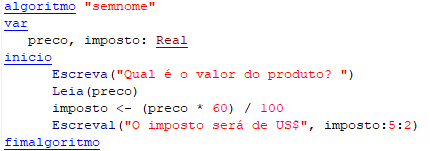 algoritmo "semnome"
var
preco, imposto: Real
inicio
Escreva("Qual é o valor do produto? ")
Leia(preco)
imposto <- (preco * 60) / 100
Escreval("O imposto será de US$", imposto:5:2)
fimalgoritmo